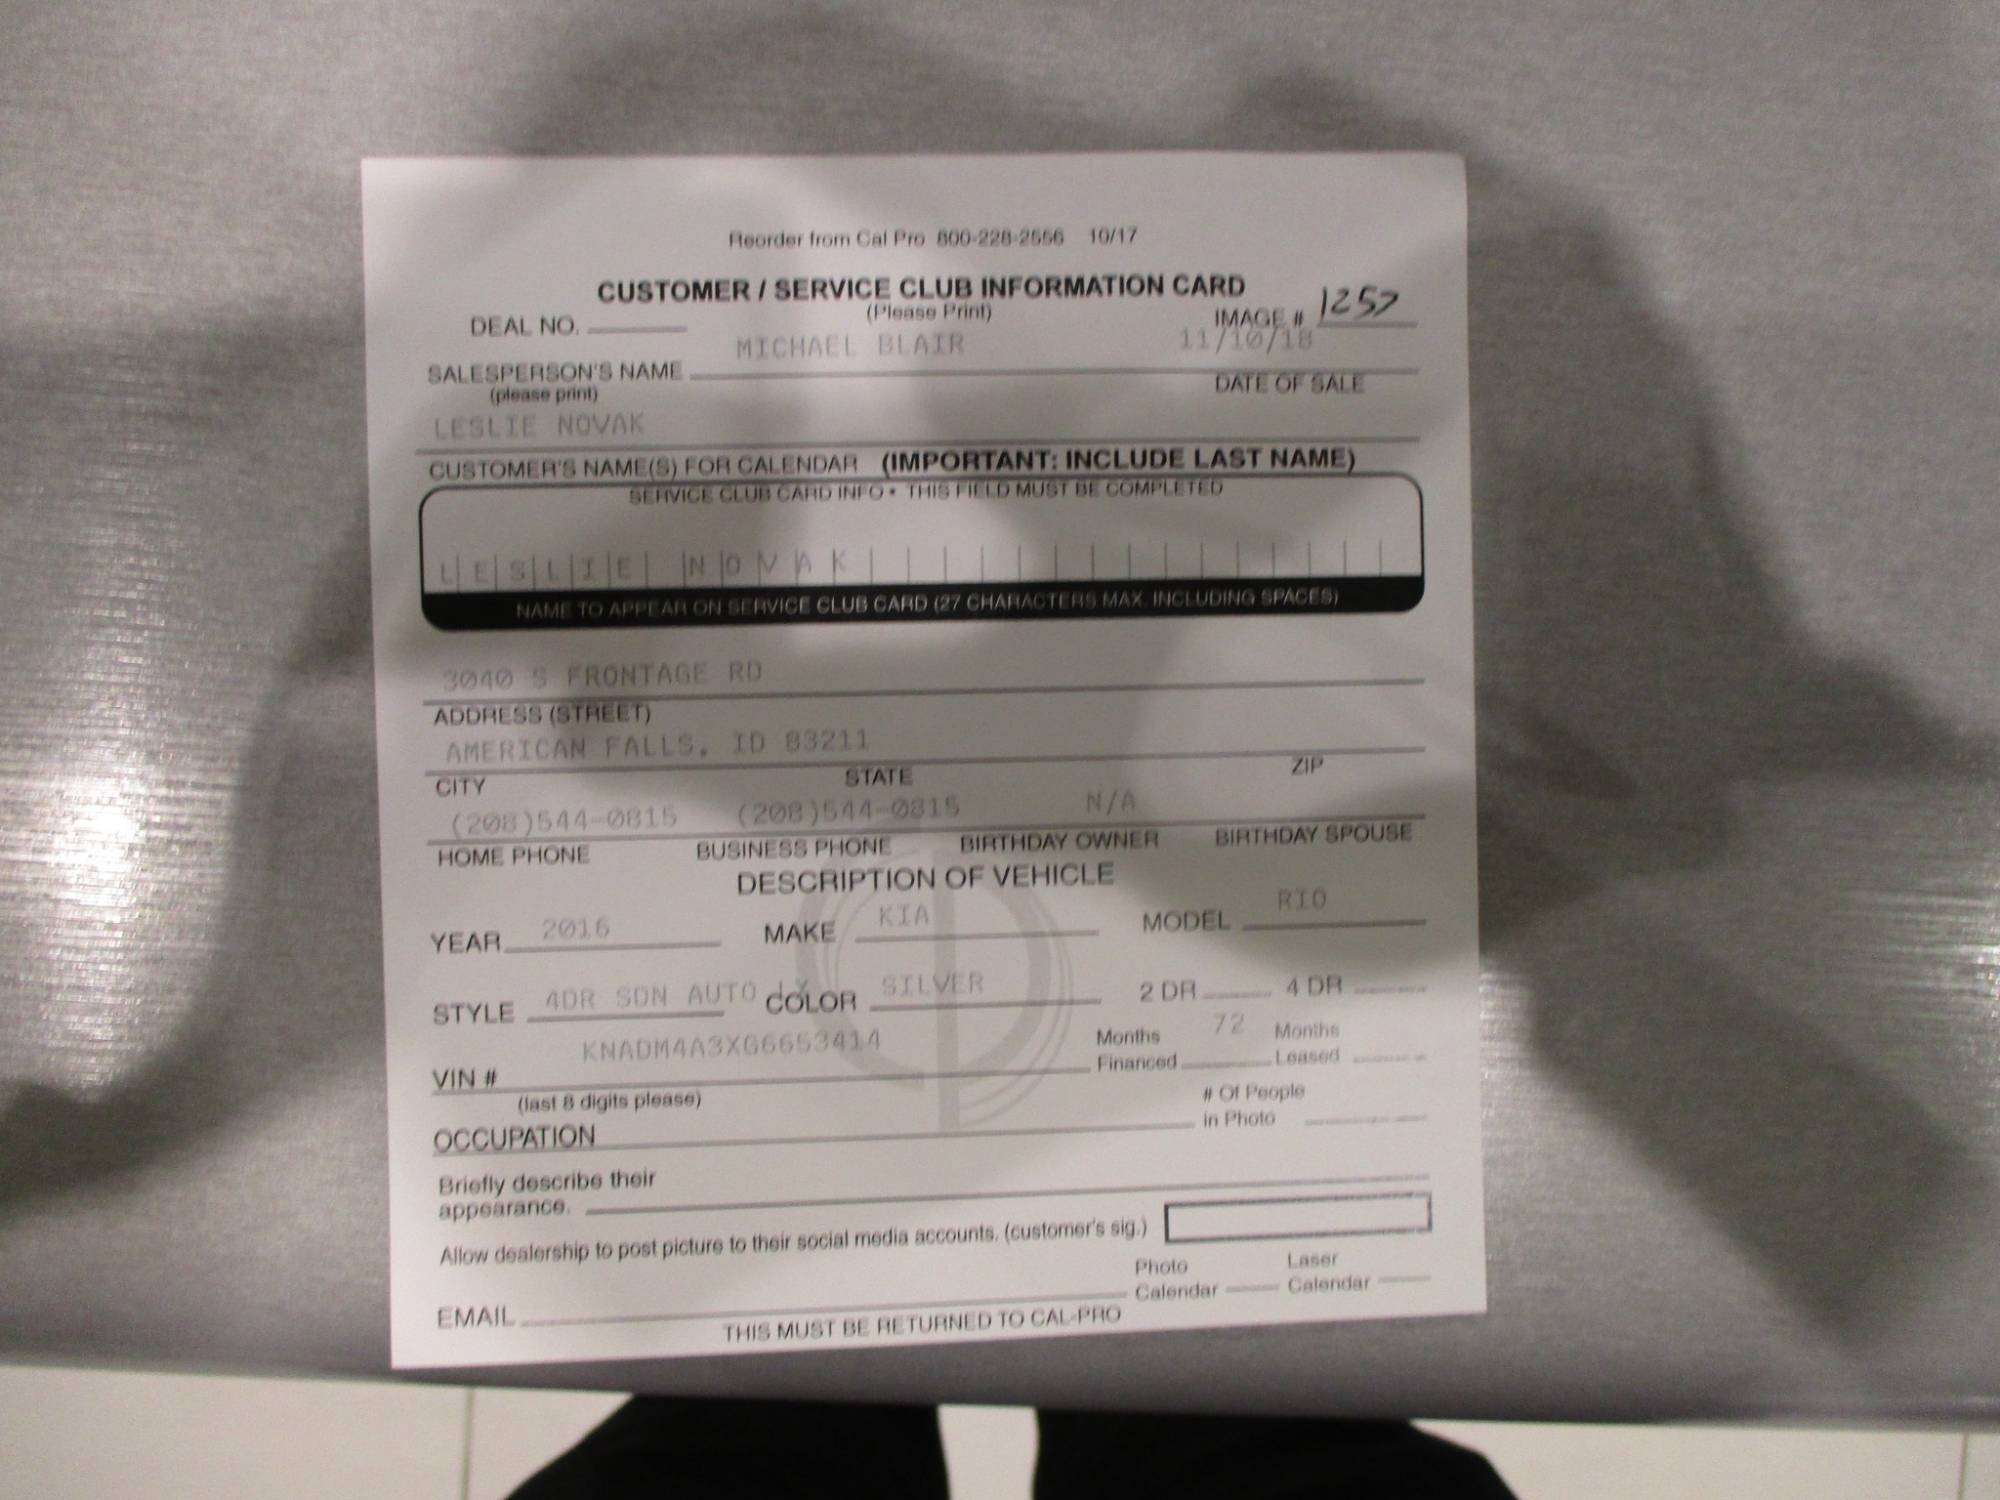 Reorder from Cal Pro 800-228-2556 10/17
CUSTOMER / SERVICE CLUB INFORMATION CARD
(Please Print)
DEAL NO. IMAGE # 1257
MICHAEL BLAIR 11/10/18
SALESPERSON'S NAME DATE OF SALE
(please print)
LESLIE NOVAK
CUSTOMER'S NAME(S) FOR CALENDAR (IMPORTANT: INCLUDE LAST NAME)
SERVICE CLUB CARD INFO • THIS FIELD MUST BE COMPLETED
LESLIE NOVAK
NAME TO APPEAR ON SERVICE CLUB CARD (27 CHARACTERS MAX. INCLUDING SPACES)
3040 S FRONTAGE RD
ADDRESS (STREET)
AMERICAN FALLS, ID 83211
CITY STATE ZIP
(208)544-0815 (208)544-0815 N/A
HOME PHONE BUSINESS PHONE BIRTHDAY OWNER BIRTHDAY SPOUSE
DESCRIPTION OF VEHICLE
YEAR 2016 MAKE KIA MODEL RIO
STYLE 4DR SDN AUTO LX COLOR SILVER 2 DR 4 DR
KNADM4A3XG6653414 Months 72 Months
VIN # Financed Leased
(last 8 digits please) # Of People
OCCUPATION in Photo
Briefly describe their
appearance.
Allow dealership to post picture to their social media accounts. (customer's sig.)
Photo Laser
Calendar Calendar
EMAIL
THIS MUST BE RETURNED TO CAL-PRO